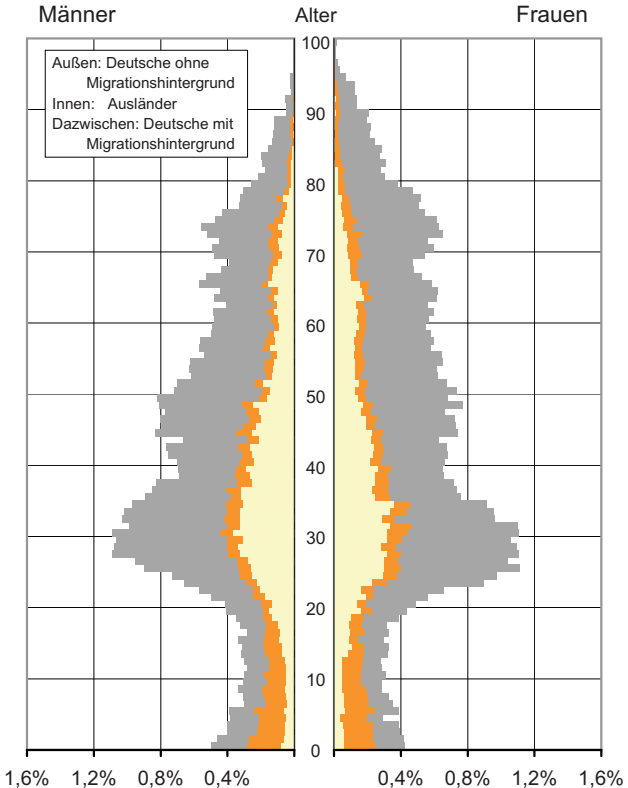 Männer Alter Frauen
Außen: Deutsche ohne
Migrationshintergrund
Innen: Ausländer
Dazwischen: Deutsche mit
Migrationshintergrund
100
90
80
70
60
50
40
30
20
10
0
1,6% 1,2% 0,8% 0,4% 0,4% 0,8% 1,2% 1,6%